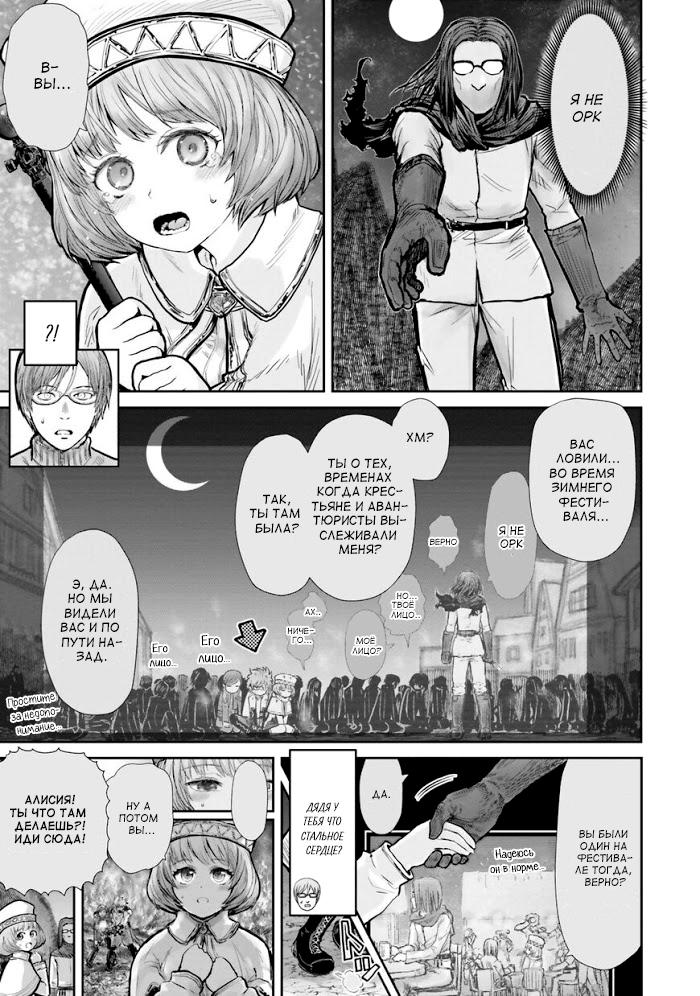 Я НЕ
ОРК
В-
ВЫ...
?!
ВАС
ЛОВИЛИ...
ВО ВРЕМЯ
ЗИМНЕГО
ФЕСТИ-
ВАЛЯ...
ХМ?
ТЫ О ТЕХ,
ВРЕМЕНАХ
КОГДА КРЕС-
ТЬЯНЕ И АВАН-
ТЮРИСТЫ ВЫ-
СЛЕЖИВАЛИ
МЕНЯ?
ТАК,
ТЫ ТАМ
БЫЛА?
Я НЕ
ОРК
ВЕРНО
НО...
ТВОЁ
ЛИЦО...
МОЁ
ЛИЦО?
АХ..
НИЧЕ-
ГО...
Его
лицо...
Его
лицо...
Э, ДА.
НО МЫ
ВИДЕЛИ
ВАС И ПО
ПУТИ НА-
ЗАД.
Простите
за недопо-
нимание...
ВЫ БЫЛИ
ОДИН НА
ФЕСТИВА-
ЛЕ ТОГДА,
ВЕРНО?
ДА.
Надеюсь
он в норме...
ДЯДЯ У
ТЕБЯ ЧТО
СТАЛЬНОЕ
СЕРДЦЕ?
НУ А
ПОТОМ
ВЫ...
АЛИСИЯ!
ТЫ ЧТО ТАМ
ДЕЛАЕШЬ?!
ИДИ СЮДА!